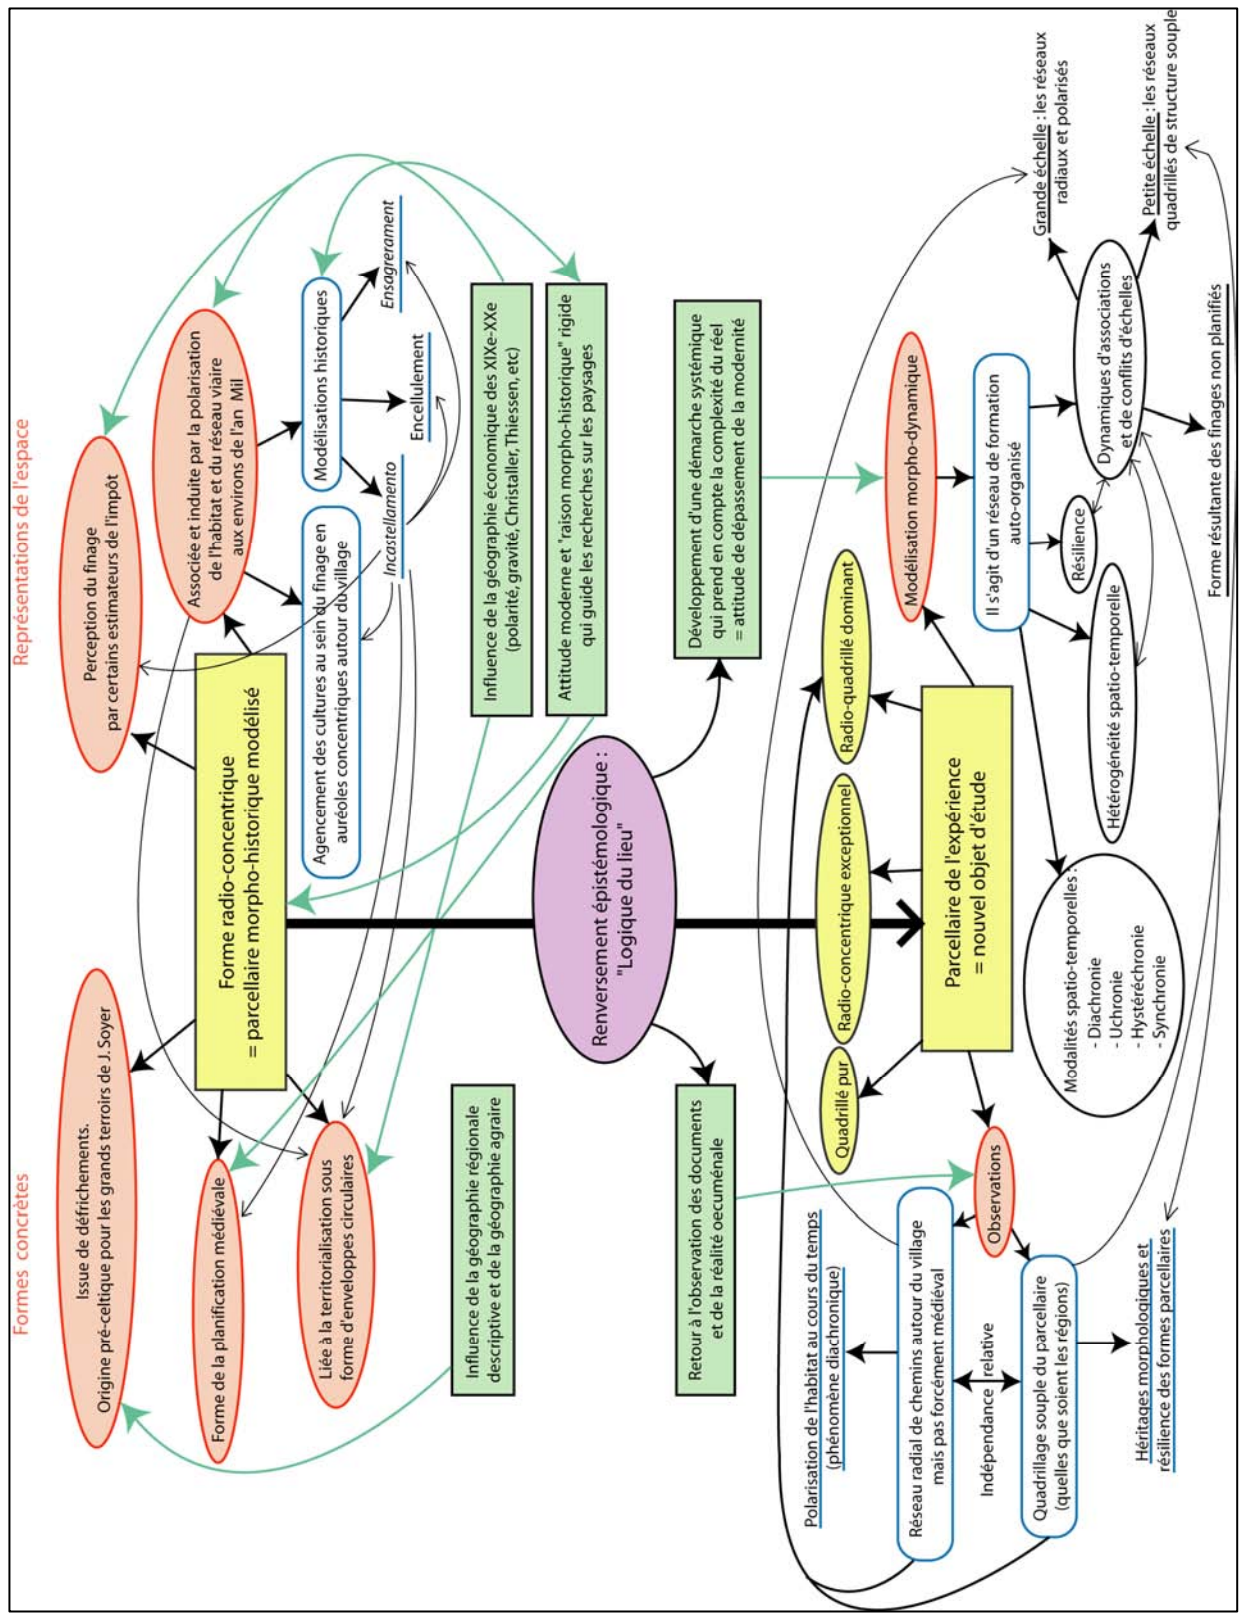 Formes concrètes
Représentations de l'espace
Issue de défrichements.
Origine pré-celtique pour les grands terroirs de J. Soyer
Perception du finage
par certains estimateurs de l'impôt
Forme de la planification médiévale
Forme radio-concentrique
= parcellaire morpho-historique modélisé
Associée et induite par la polarisation
de l'habitat et du réseau viaire
aux environs de l'an Mil
Liée à la territorialisation sous
forme d'enveloppes circulaires
Agencement des cultures au sein du finage en
auréoles concentriques autour du village
Modélisations historiques
Incastellamento
Encellulement
Ensagrerament
Influence de la géographie régionale
descriptive et de la géographie agraire
Influence de la géographie économique des XIXe-XXe
(polarité, gravité, Christaller, Thiessen, etc)
Attitude moderne et "raison morpho-historique" rigide
qui guide les recherches sur les paysages
Renversement épistémologique :
"Logique du lieu"
Retour à l'observation des documents
et de la réalité oecuménale
Développement d'une démarche systémique
qui prend en compte la complexité du réel
= attitude de dépassement de la modernité
Polarisation de l'habitat au cours du temps
(phénomène diachronique)
Quadrillé pur
Radio-concentrique exceptionnel
Radio-quadrillé dominant
Modélisation morpho-dynamique
Réseau radial de chemins autour du village
mais pas forcément médiéval
Observations
Parcellaire de l'expérience
= nouvel objet d'étude
Il s'agit d'un réseau de formation
auto-organisé
Indépendance relative
Quadrillage souple du parcellaire
(quelles que soient les régions)
Modalités spatio-temporelles :
- Diachronie
- Uchronie
- Hystéréchronie
- Synchronie
Hétérogénéité spatio-temporelle
Résilience
Dynamiques d'associations
et de conflits d'échelles
Grande échelle : les réseaux
radiaux et polarisés
Petite échelle : les réseaux
quadrillés de structure souple
Héritages morphologiques et
résilience des formes parcellaires
Forme résultante des finages non planifiés